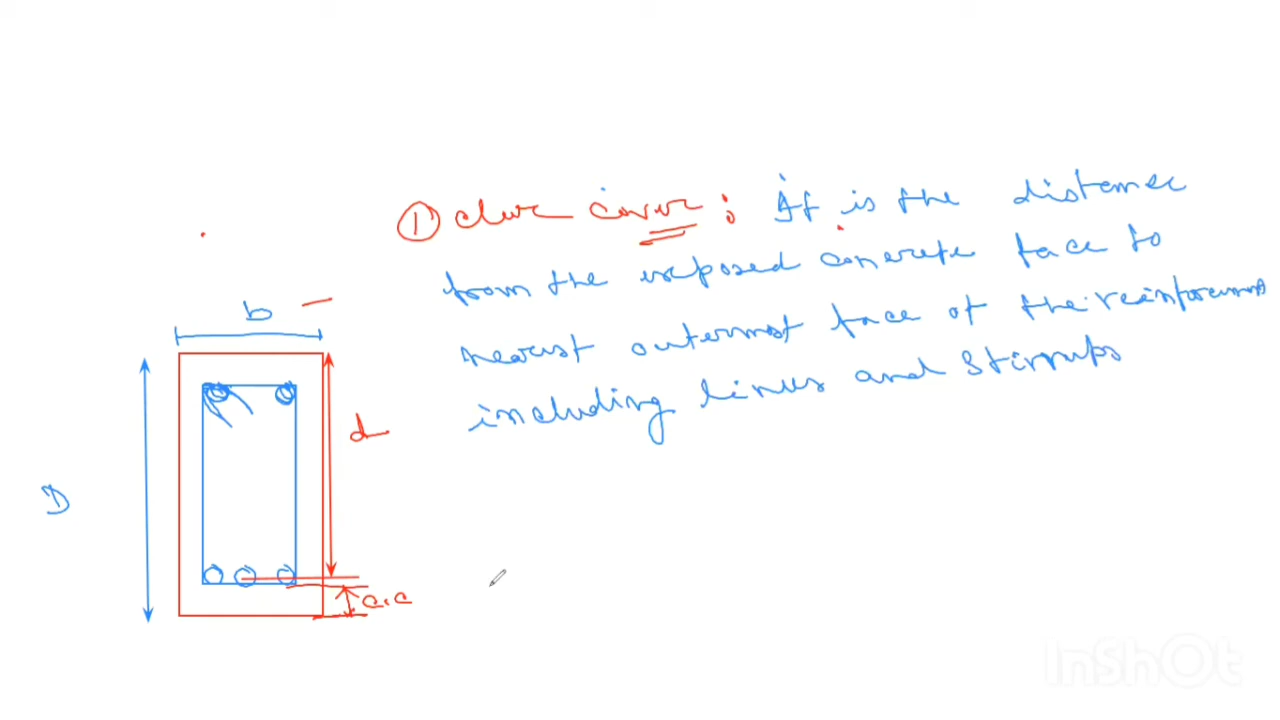 ① clear cover : It is the distance
from the exposed concrete face to
nearest outermost face of the reinforcement
including lines and stirrups
b
d
D
c.c
InShOt